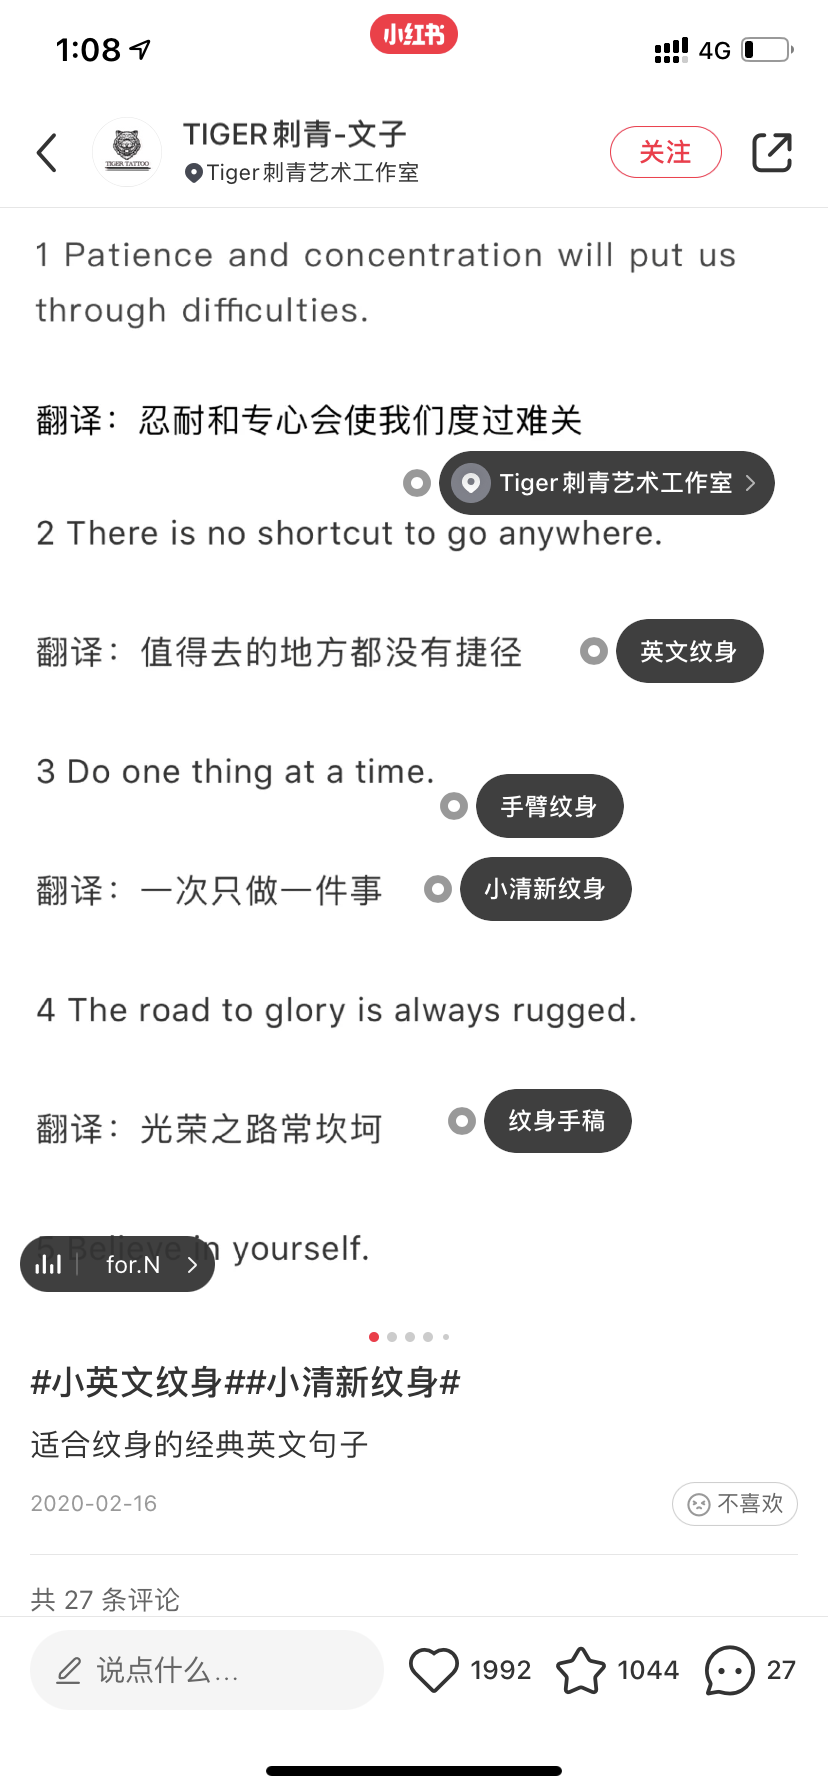 1:08
小红书
4G
TIGER刺青-文子
Tiger刺青艺术工作室
关注
TIGER TATTOO
1 Patience and concentration will put us
through difficulties.
翻译：忍耐和专心会使我们度过难关
Tiger刺青艺术工作室
2 There is no shortcut to go anywhere.
翻译：值得去的地方都没有捷径
英文纹身
3 Do one thing at a time.
手臂纹身
翻译：一次只做一件事
小清新纹身
4 The road to glory is always rugged.
翻译：光荣之路常坎坷
纹身手稿
5 Believe in yourself.
for.N
#小英文纹身##小清新纹身#
适合纹身的经典英文句子
2020-02-16
不喜欢
共 27 条评论
说点什么...
1992
1044
27